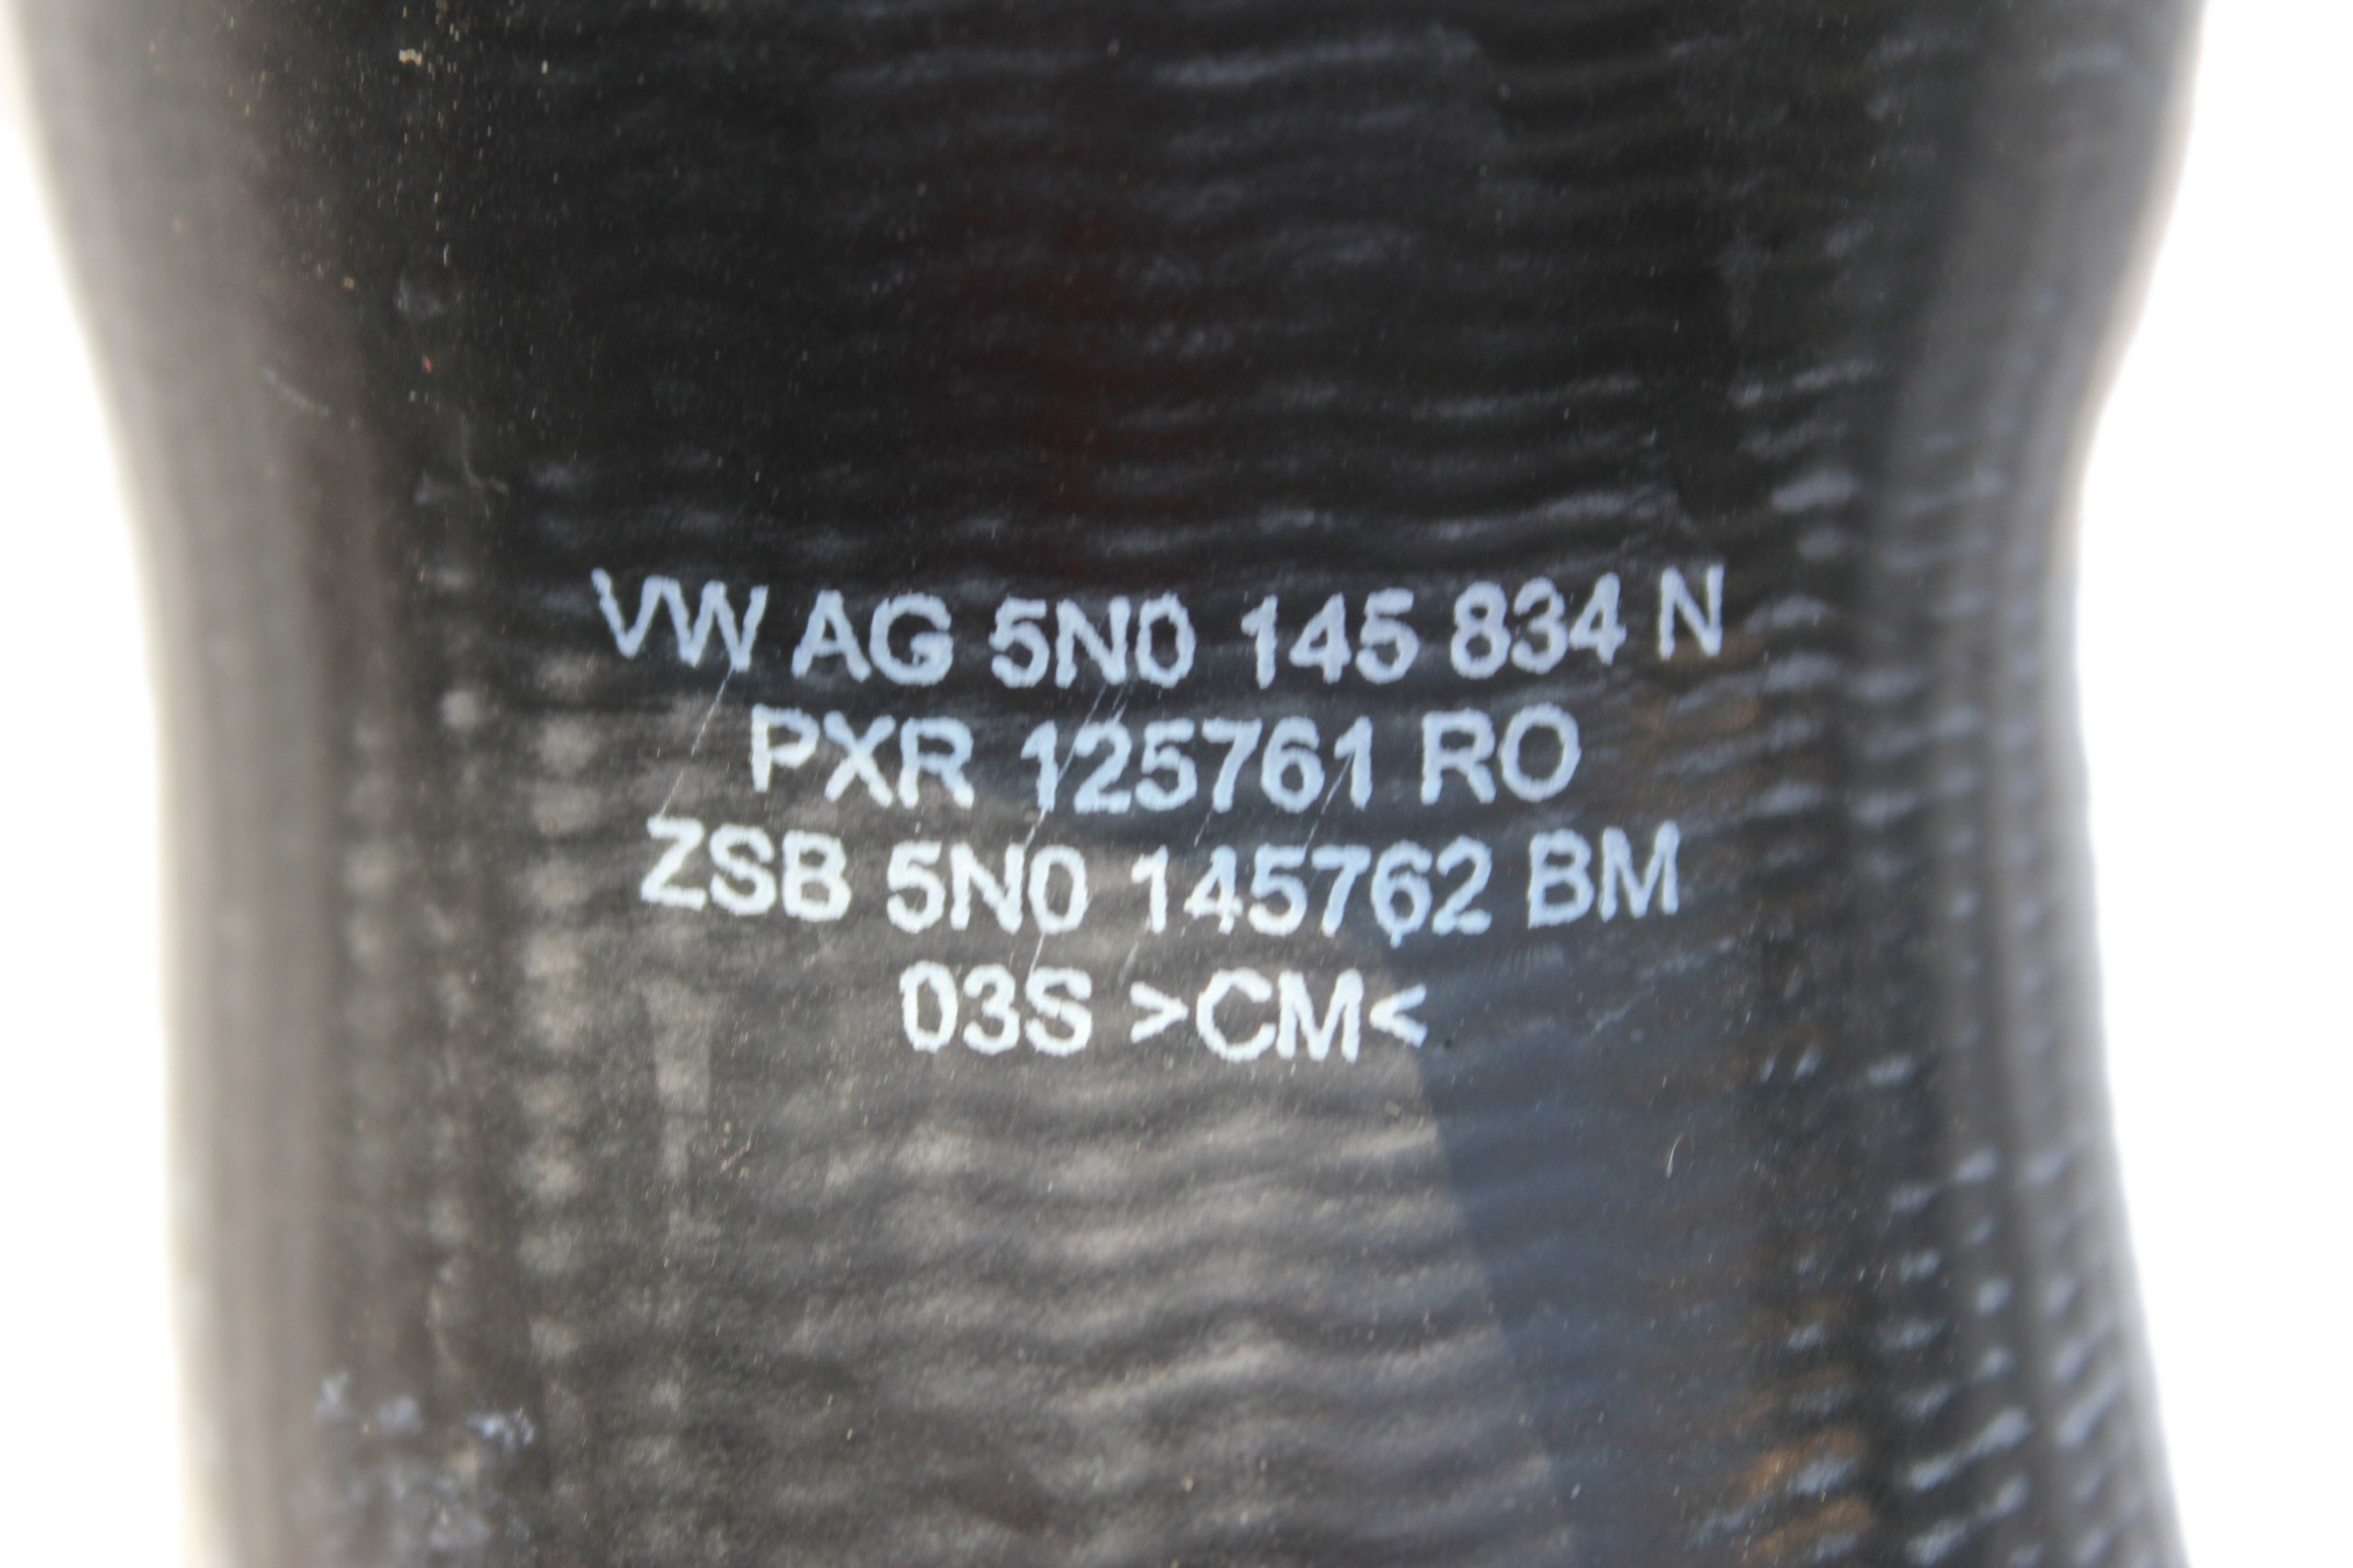 VW AG 5N0 145 834 N
PXR 125761 RO
ZSB 5N0 145762 BM
03S >CM<